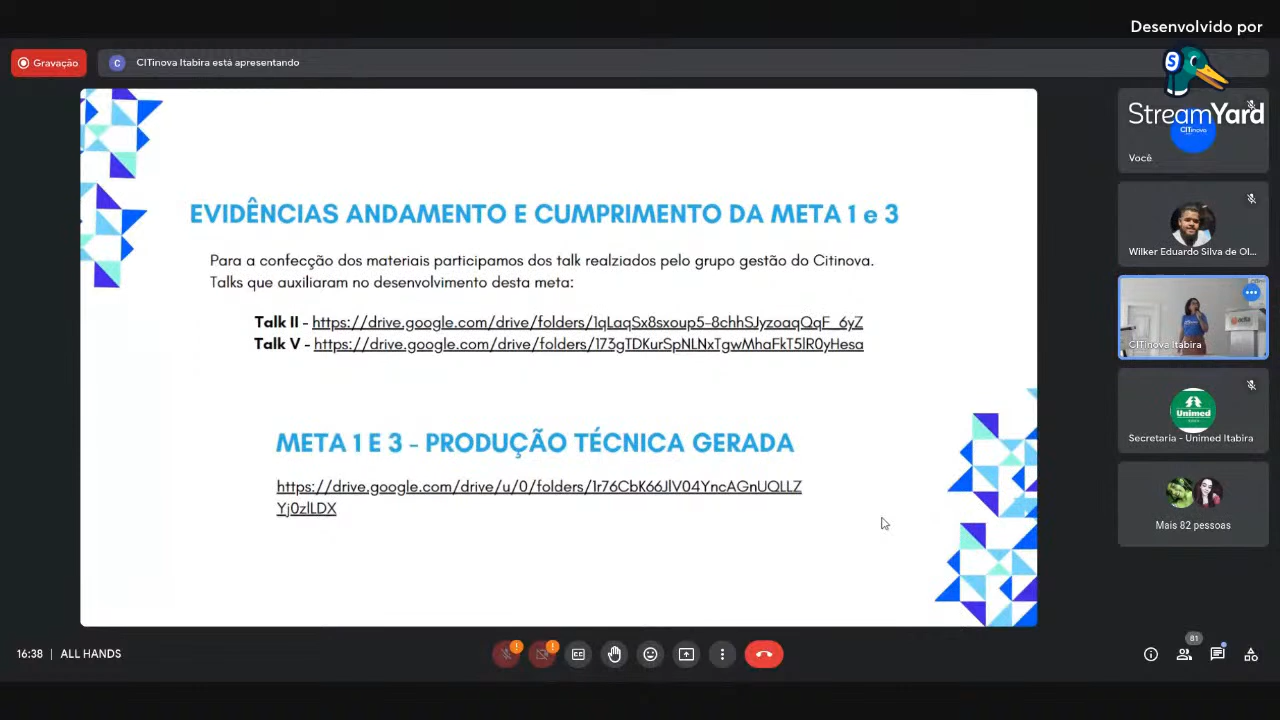 Desenvolvido por
StreamYard
Gravação
C
CITinova Itabira está apresentando
EVIDÊNCIAS ANDAMENTO E CUMPRIMENTO DA META 1 e 3
Para a confecção dos materiais participamos dos talk realziados pelo grupo gestão do Citinova.
Talks que auxiliaram no desenvolvimento desta meta:
Talk II - https://drive.google.com/drive/folders/1qLaqSx8sxoup5-8chhSJyzoaqQqF_6yZ
Talk V - https://drive.google.com/drive/folders/173gTDKurSpNLNxTgwMhaFkT5lR0yHesa
META 1 E 3 - PRODUÇÃO TÉCNICA GERADA
https://drive.google.com/drive/u/0/folders/1r76CbK66JlV04YncAGnUQLLZ
Yj0zlLDX
CITinova
Você
Wilker Eduardo Silva de Ol...
CITinova Itabira
Unimed
Secretaria - Unimed Itabira
Mais 82 pessoas
16:38 | ALL HANDS
81